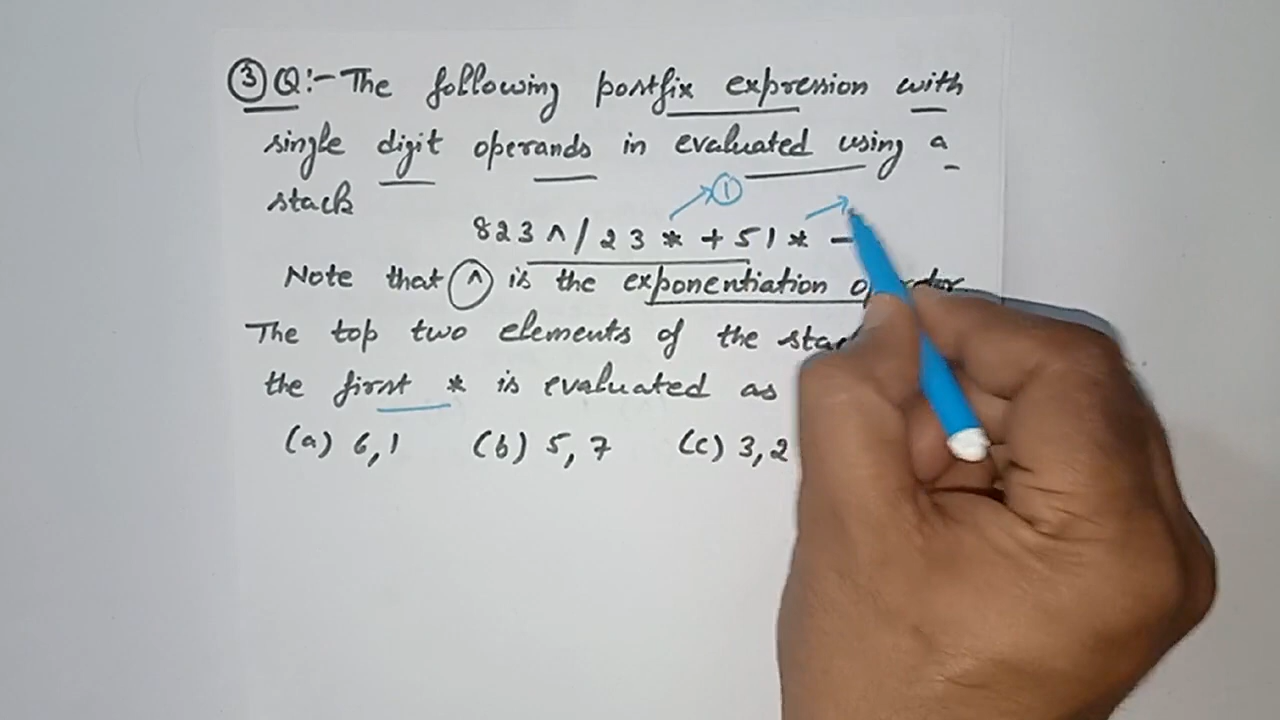 ③ Q:- The following postfix expression with
single digit operands in evaluated using a
stack
①
8 2 3 ^ / 2 3 * + 5 1 * -
Note that ^ is the exponentiation
The top two elements of the
the first * is evaluated as
(a) 6,1 (b) 5,7 (c) 3,2